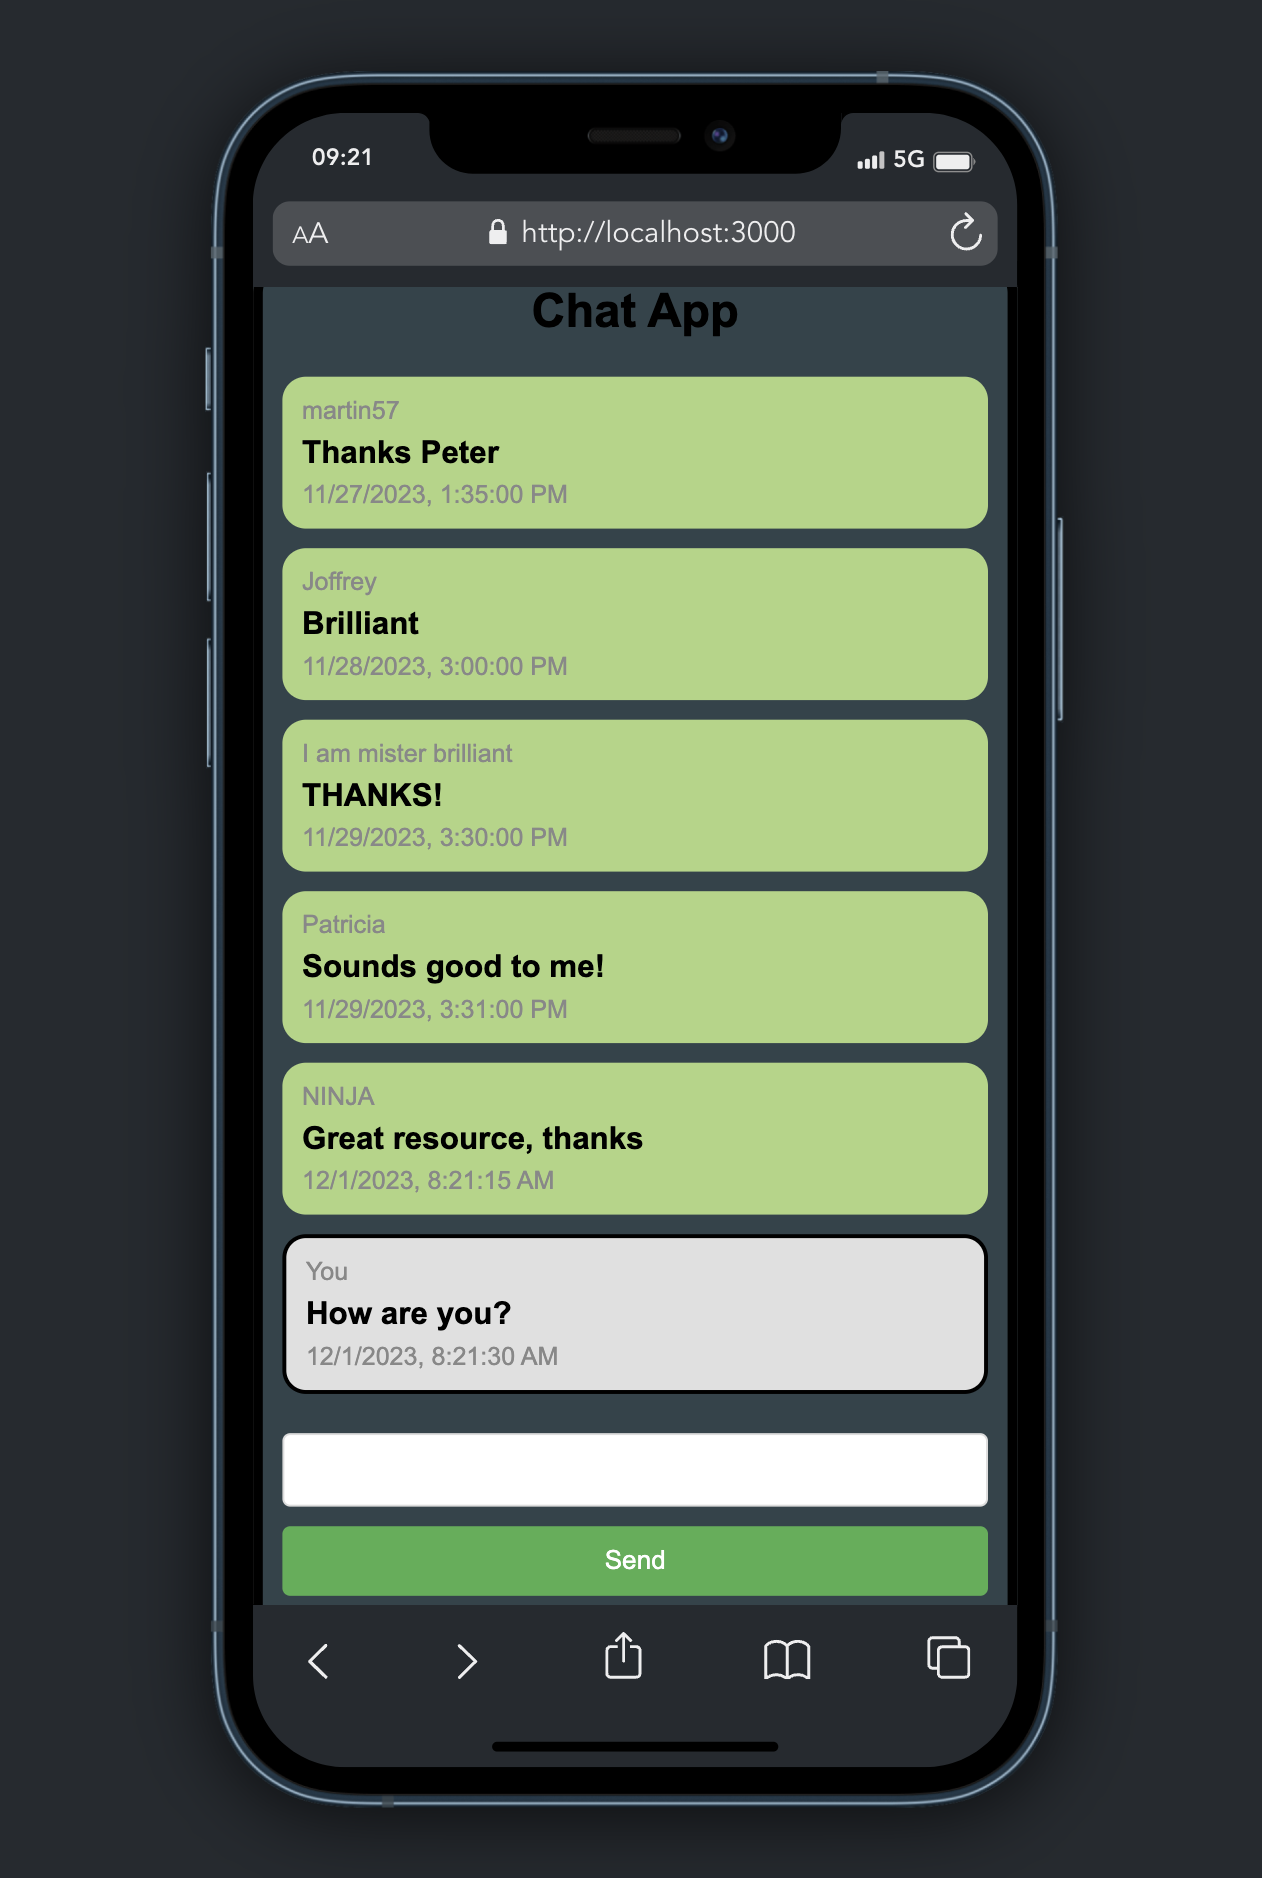 09:21
5G
AA
http://localhost:3000
Chat App
martin57
Thanks Peter
11/27/2023, 1:35:00 PM
Joffrey
Brilliant
11/28/2023, 3:00:00 PM
I am mister brilliant
THANKS!
11/29/2023, 3:30:00 PM
Patricia
Sounds good to me!
11/29/2023, 3:31:00 PM
NINJA
Great resource, thanks
12/1/2023, 8:21:15 AM
You
How are you?
12/1/2023, 8:21:30 AM
Send